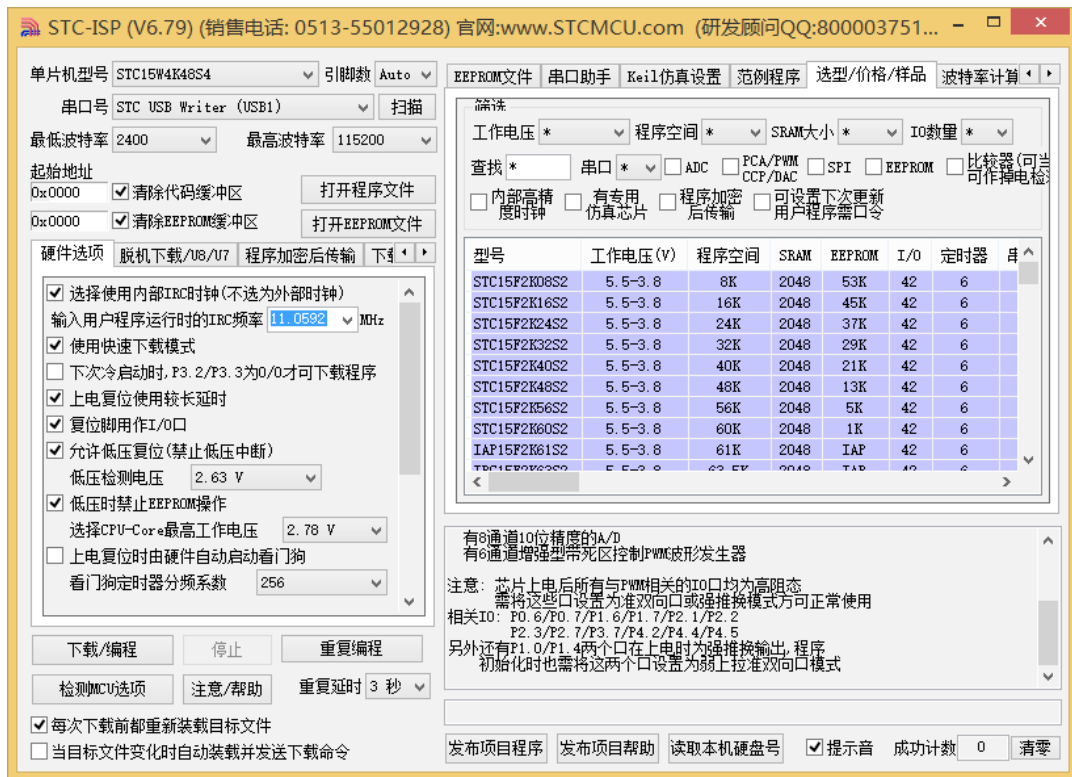 STC-ISP (V6.79) (销售电话: 0513-55012928) 官网:www.STCMCU.com (研发顾问QQ:800003751...
单片机型号 STC15W4K48S4 引脚数 Auto
串口号 STC USB Writer (USB1) 扫描
最低波特率 2400 最高波特率 115200
起始地址
0x0000 清除代码缓冲区 打开程序文件
0x0000 清除EEPROM缓冲区 打开EEPROM文件
硬件选项 脱机下载/U8/U7 程序加密后传输
选择使用内部IRC时钟(不选为外部时钟)
输入用户程序运行时的IRC频率 11.0592 MHz
使用快速下载模式
下次冷启动时,P3.2/P3.3为0/0才可下载程序
上电复位使用较长延时
复位脚用作I/O口
允许低压复位(禁止低压中断)
低压检测电压 2.63 V
低压时禁止EEPROM操作
选择CPU-Core最高工作电压 2.78 V
上电复位时由硬件自动启动看门狗
看门狗定时器分频系数 256
下载/编程 停止 重复编程
检测MCU选项 注意/帮助 重复延时 3 秒
每次下载前都重新装载目标文件
当目标文件变化时自动装载并发送下载命令
EEPROM文件 串口助手 Keil仿真设置 范例程序 选型/价格/样品 波特率计算
筛选
工作电压 * 程序空间 * SRAM大小 * IO数量 *
查找 * 串口 * ADC PCA/PWM SPI EEPROM 比较器(可当
CCP/DAC 可作掉电检
内部高精 有专用 程序加密 可设置下次更新
度时钟 仿真芯片 后传输 用户程序需口令
型号 工作电压(V) 程序空间 SRAM EEPROM I/O 定时器
STC15F2K08S2 5.5-3.8 8K 2048 53K 42 6
STC15F2K16S2 5.5-3.8 16K 2048 45K 42 6
STC15F2K24S2 5.5-3.8 24K 2048 37K 42 6
STC15F2K32S2 5.5-3.8 32K 2048 29K 42 6
STC15F2K40S2 5.5-3.8 40K 2048 21K 42 6
STC15F2K48S2 5.5-3.8 48K 2048 13K 42 6
STC15F2K56S2 5.5-3.8 56K 2048 5K 42 6
STC15F2K60S2 5.5-3.8 60K 2048 1K 42 6
IAP15F2K61S2 5.5-3.8 61K 2048 IAP 42 6
有8通道10位精度的A/D
有6通道增强型带死区控制PWM波形发生器
注意: 芯片上电后所有与PWM相关的IO口均为高阻态
需将这些口设置为准双向口或强推挽模式方可正常使用
相关IO: P0.6/P0.7/P1.6/P1.7/P2.1/P2.2
P2.3/P2.7/P3.7/P4.2/P4.4/P4.5
另外还有P1.0/P1.4两个口在上电时为强推挽输出,程序
初始化时也需将这两个口设置为弱上拉准双向口模式
发布项目程序 发布项目帮助 读取本机硬盘号 提示音 成功计数 0 清零